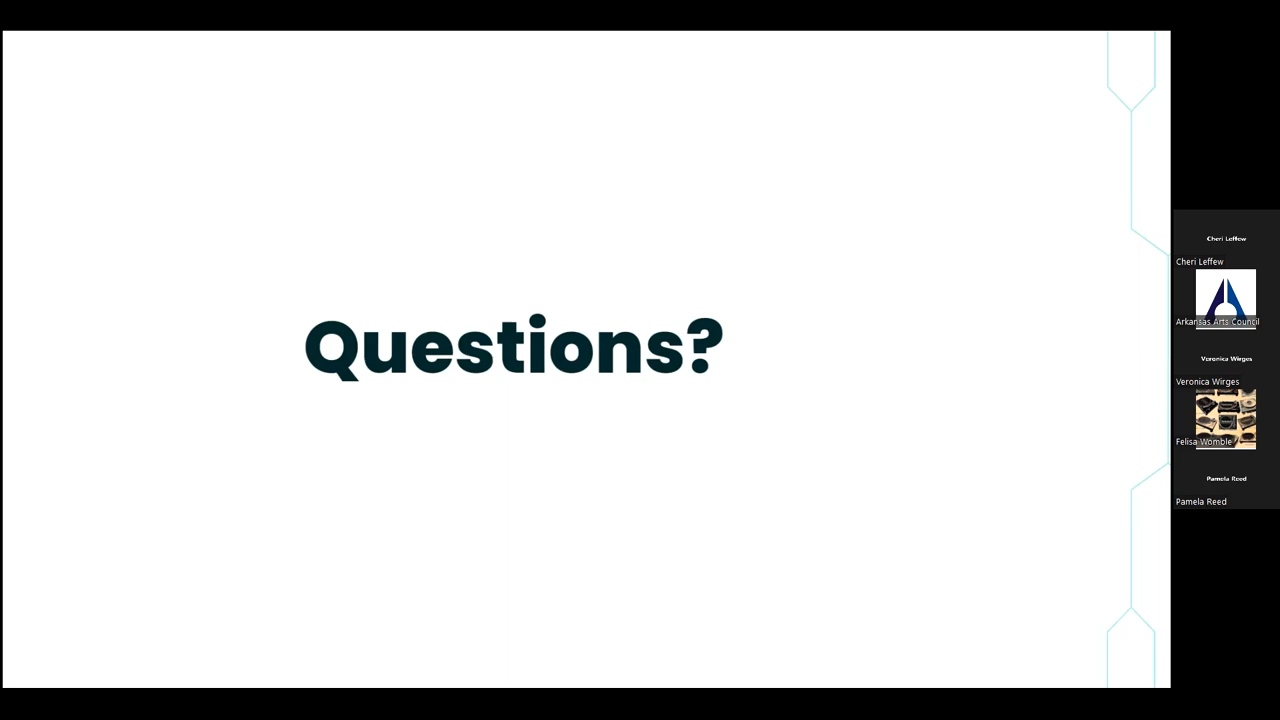 Questions?
Cheri Leffew
Cheri Leffew
Arkansas Arts Council
Veronica Wirges
Veronica Wirges
Felisa Womble
Pamela Reed
Pamela Reed